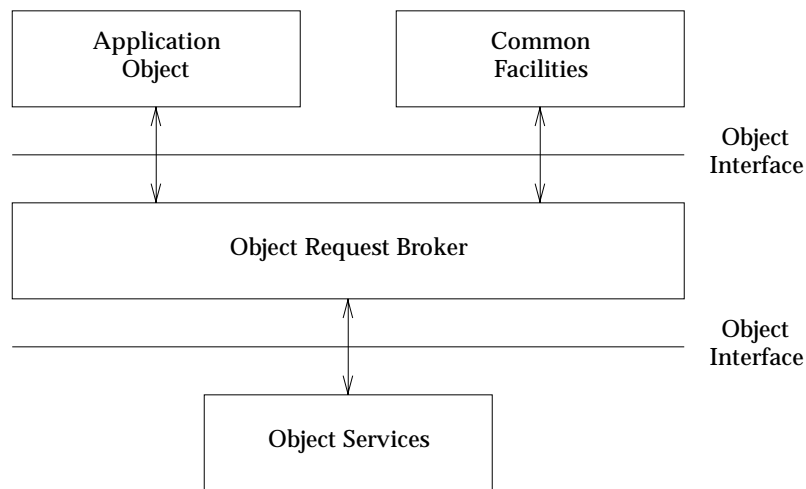 Application
Object
Common
Facilities
Object
Interface
Object Request Broker
Object
Interface
Object Services